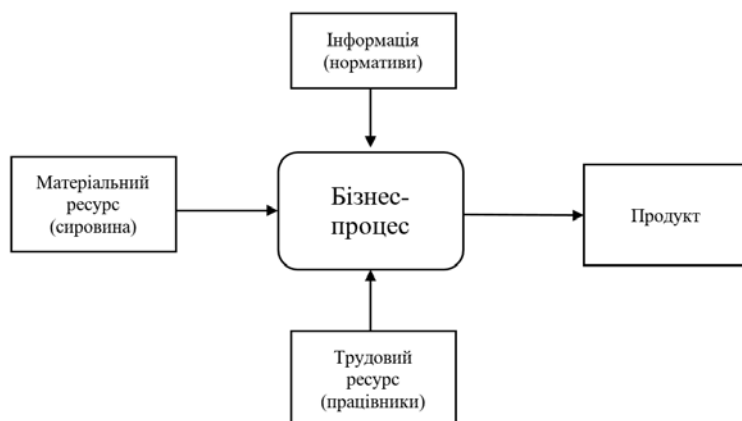 Інформація
(нормативи)
Матеріальний
ресурс
(сировина)
Бізнес-
процес
Продукт
Трудовий
ресурс
(працівники)